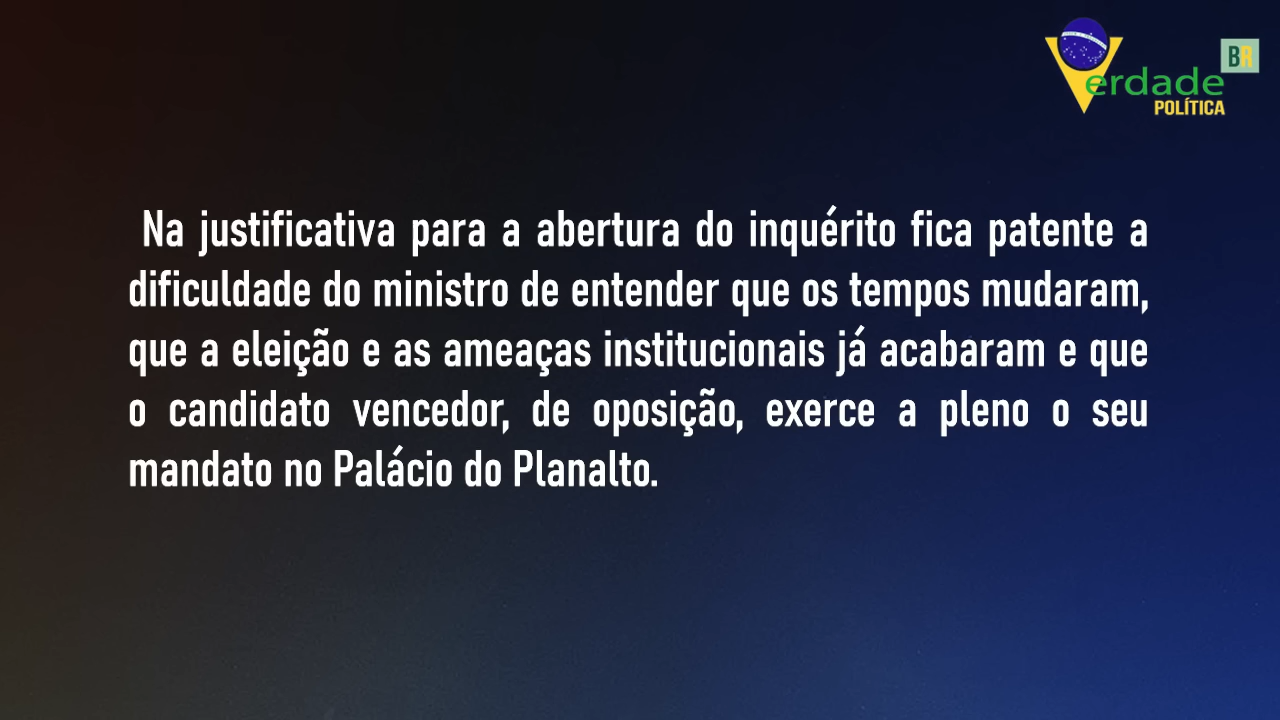 BR
erdade
POLÍTICA
Na justificativa para a abertura do inquérito fica patente a
dificuldade do ministro de entender que os tempos mudaram,
que a eleição e as ameaças institucionais já acabaram e que
o candidato vencedor, de oposição, exerce a pleno o seu
mandato no Palácio do Planalto.